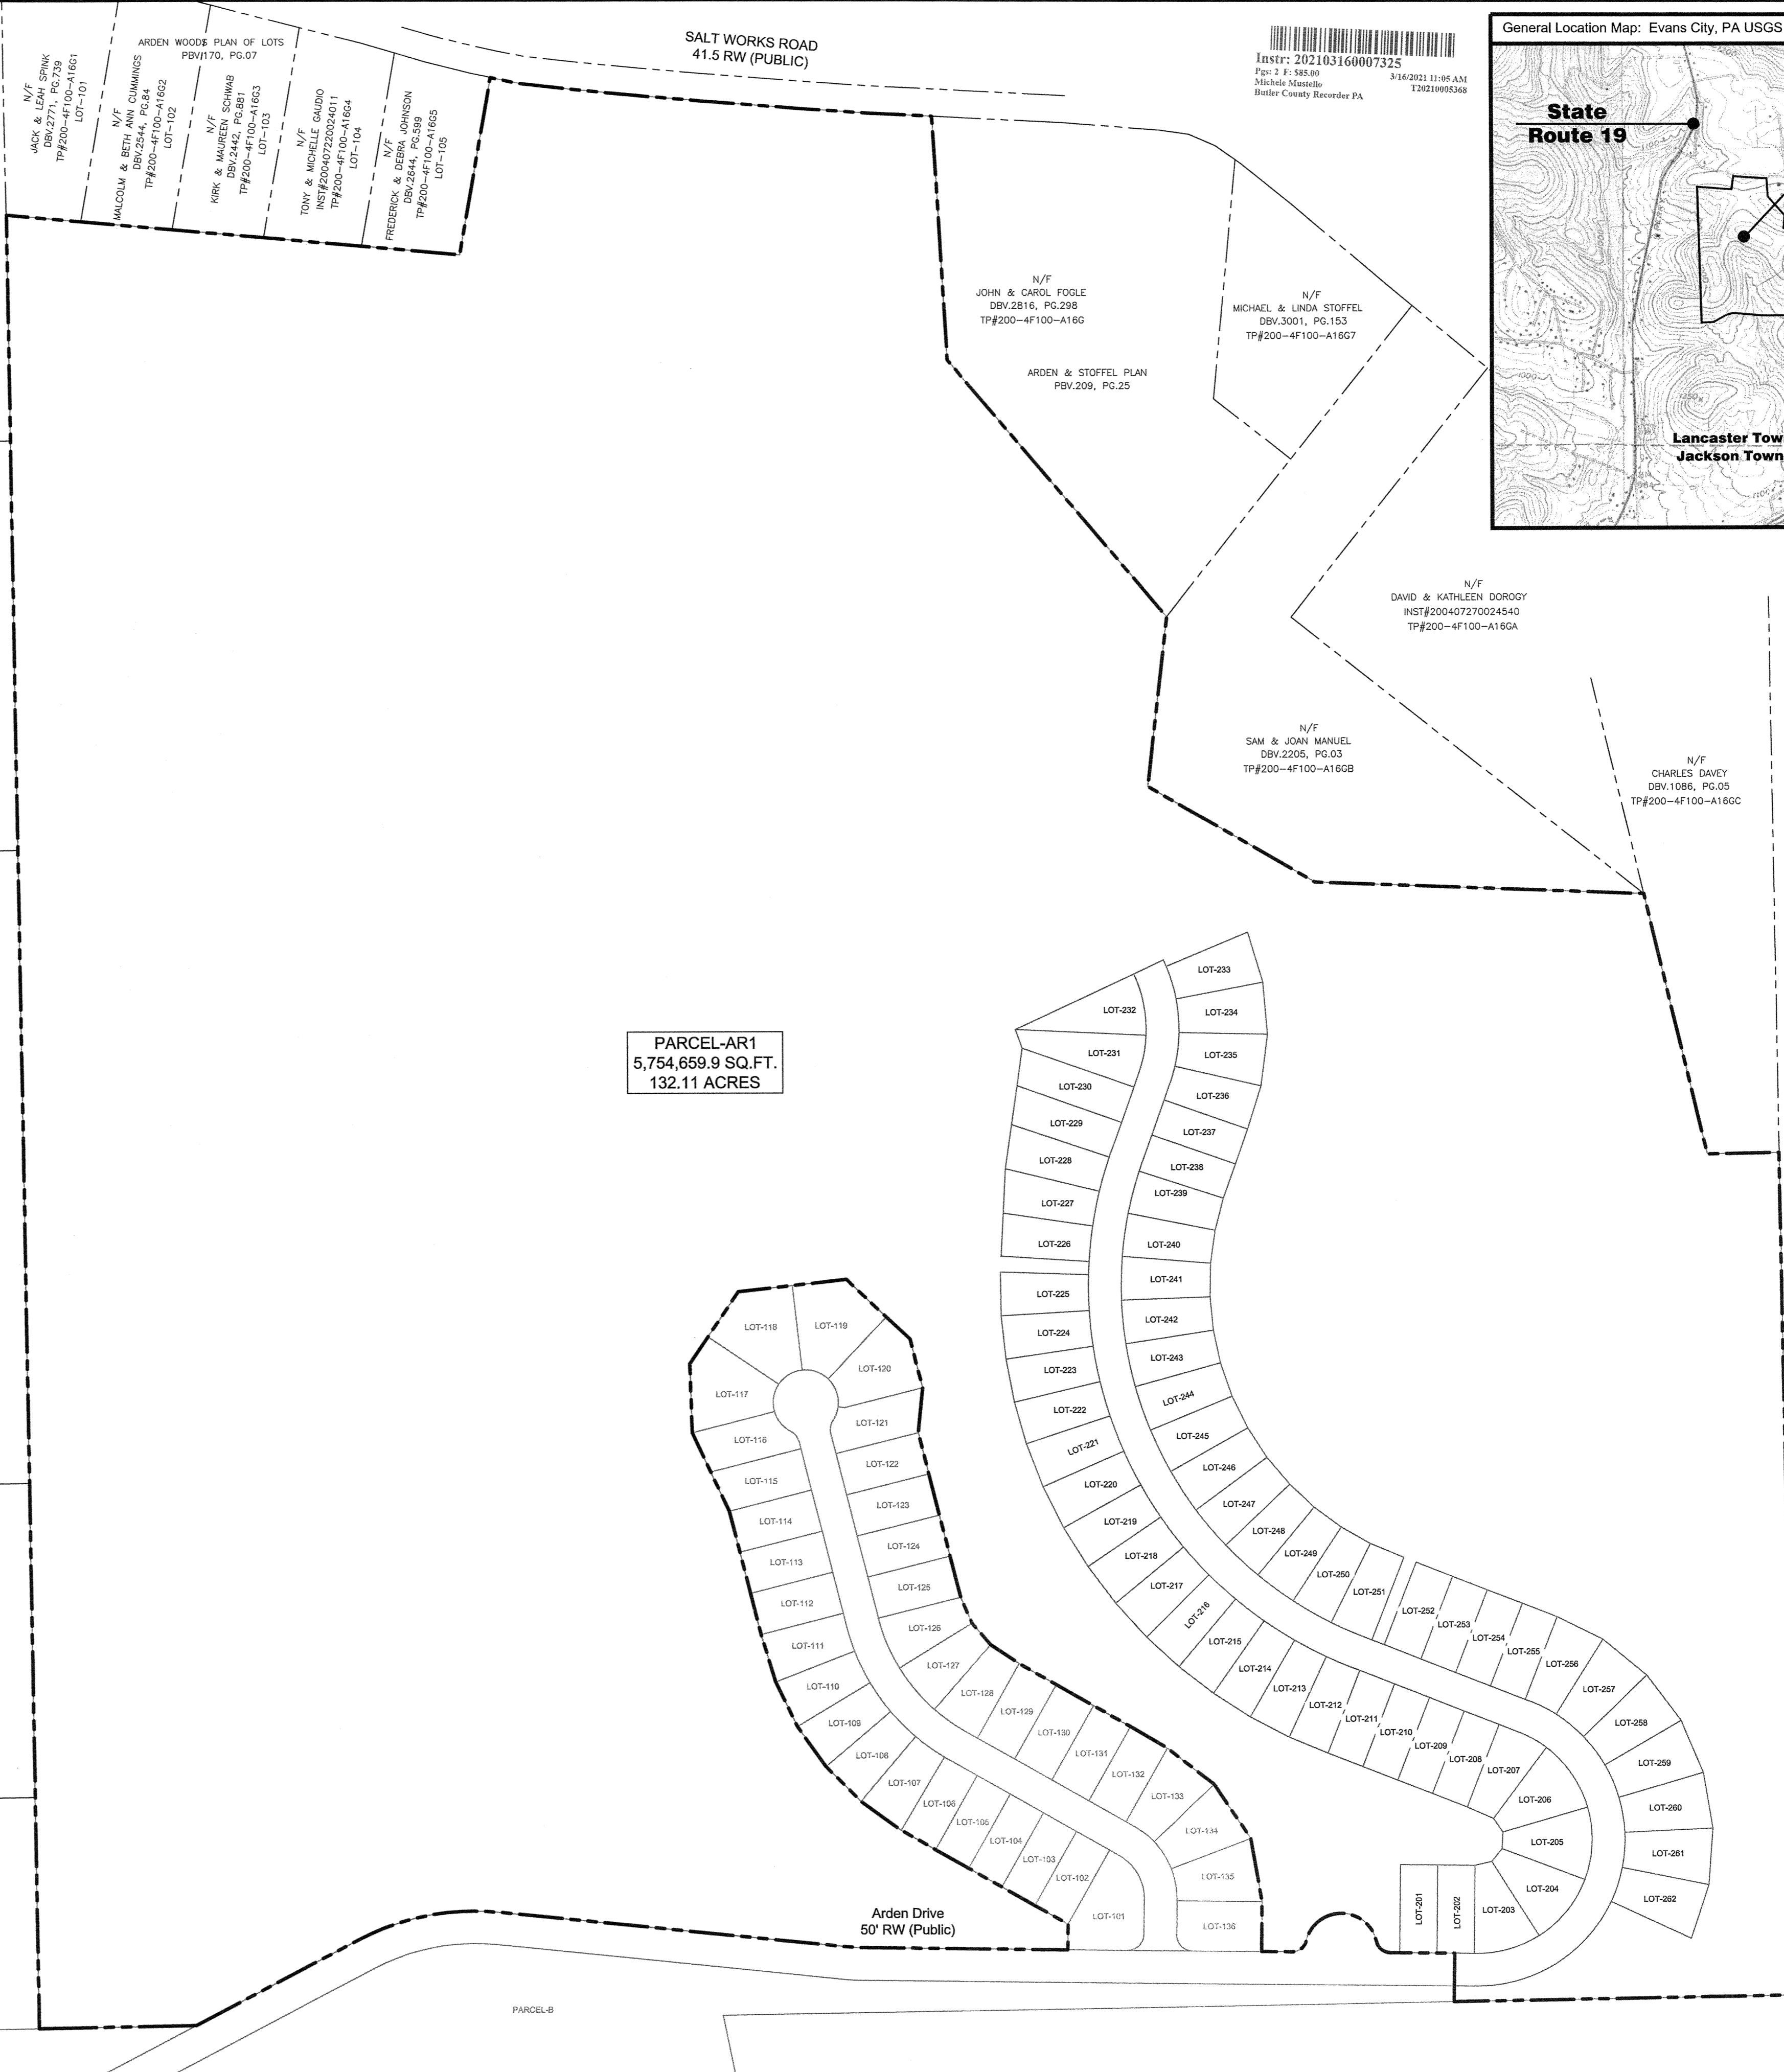 N/F
JACK & LEAH SPINK
DBV.2771, PG.739
TP#200-4F100-A16G1
LOT-101
ARDEN WOODS PLAN OF LOTS
PBV.170, PG.07
N/F
MALCOLM & BETH ANN CUMMINGS
DBV.2544, PG.84
TP#200-4F100-A16G2
LOT-102
N/F
KIRK & MAUREEN SCHWAB
DBV.2442, PG.881
TP#200-4F100-A16G3
LOT-103
N/F
TONY & MICHELLE GAUDIO
INST#200407220024011
TP#200-4F100-A16G4
LOT-104
N/F
FREDERICK & DEBRA JOHNSON
DBV.2644, PG.599
TP#200-4F100-A16G5
LOT-105
SALT WORKS ROAD
41.5 RW (PUBLIC)
Instr: 202103160007325
Pgs: 2 F: $85.00
3/16/2021 11:05 AM
Michele Mustello
T20210005368
Butler County Recorder PA
General Location Map: Evans City, PA USGS
State
Route 19
1250x
Lancaster Tow
Jackson Town
N/F
JOHN & CAROL FOGLE
DBV.2816, PG.298
TP#200-4F100-A16G
N/F
MICHAEL & LINDA STOFFEL
DBV.3001, PG.153
TP#200-4F100-A16G7
ARDEN & STOFFEL PLAN
PBV.209, PG.25
N/F
DAVID & KATHLEEN DOROGY
INST#200407270024540
TP#200-4F100-A16GA
N/F
SAM & JOAN MANUEL
DBV.2205, PG.03
TP#200-4F100-A16GB
N/F
CHARLES DAVEY
DBV.1086, PG.05
TP#200-4F100-A16GC
PARCEL-AR1
5,754,659.9 SQ.FT.
132.11 ACRES
LOT-233
LOT-232
LOT-234
LOT-231
LOT-235
LOT-230
LOT-236
LOT-229
LOT-237
LOT-228
LOT-238
LOT-227
LOT-239
LOT-226
LOT-240
LOT-225
LOT-241
LOT-224
LOT-242
LOT-223
LOT-243
LOT-222
LOT-244
LOT-221
LOT-245
LOT-220
LOT-246
LOT-219
LOT-247
LOT-218
LOT-248
LOT-217
LOT-249
LOT-216
LOT-250
LOT-215
LOT-251
LOT-214
LOT-252
LOT-213
LOT-253
LOT-212
LOT-254
LOT-211
LOT-255
LOT-210
LOT-256
LOT-209
LOT-257
LOT-208
LOT-258
LOT-207
LOT-259
LOT-206
LOT-260
LOT-205
LOT-261
LOT-204
LOT-262
LOT-203
LOT-202
LOT-201
LOT-118
LOT-119
LOT-117
LOT-120
LOT-116
LOT-121
LOT-115
LOT-122
LOT-114
LOT-123
LOT-113
LOT-124
LOT-112
LOT-125
LOT-111
LOT-126
LOT-110
LOT-127
LOT-109
LOT-128
LOT-108
LOT-129
LOT-107
LOT-130
LOT-106
LOT-131
LOT-105
LOT-132
LOT-104
LOT-133
LOT-103
LOT-134
LOT-102
LOT-135
LOT-101
LOT-136
Arden Drive
50' RW (Public)
PARCEL-B